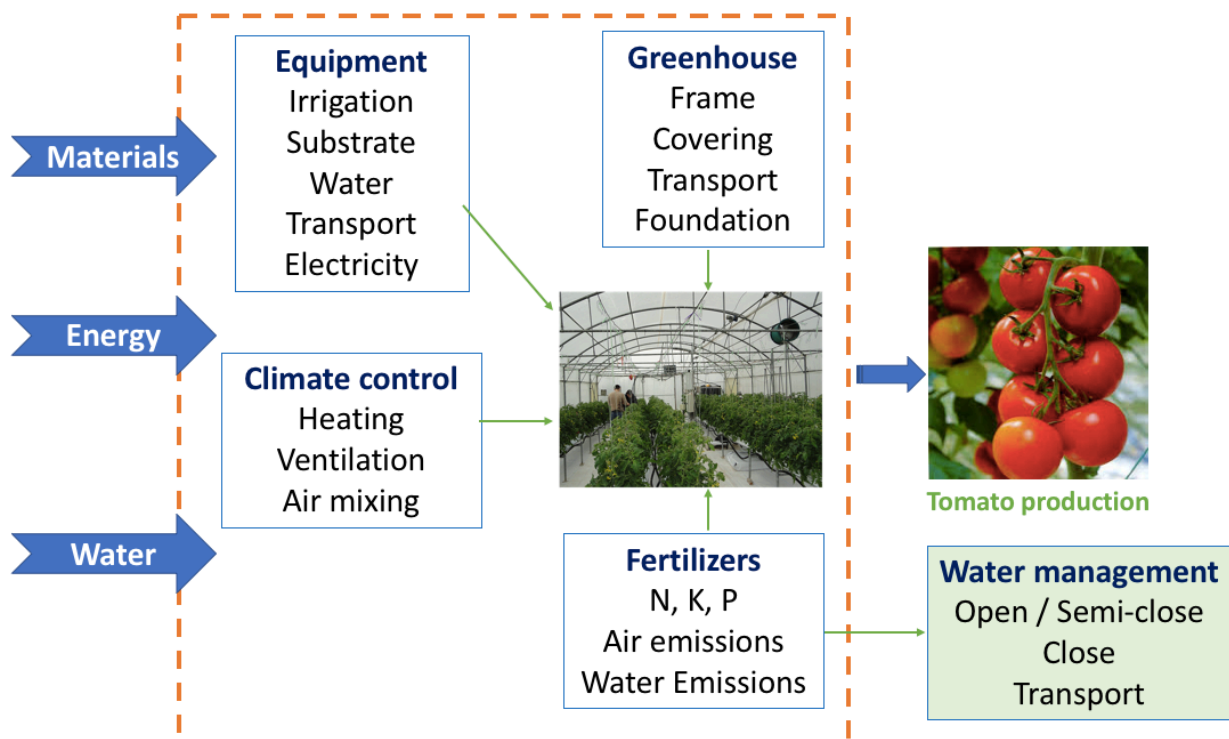 Materials
Energy
Water
Equipment
Irrigation
Substrate
Water
Transport
Electricity
Climate control
Heating
Ventilation
Air mixing
Greenhouse
Frame
Covering
Transport
Foundation
Fertilizers
N, K, P
Air emissions
Water Emissions
Tomato production
Water management
Open / Semi-close
Close
Transport